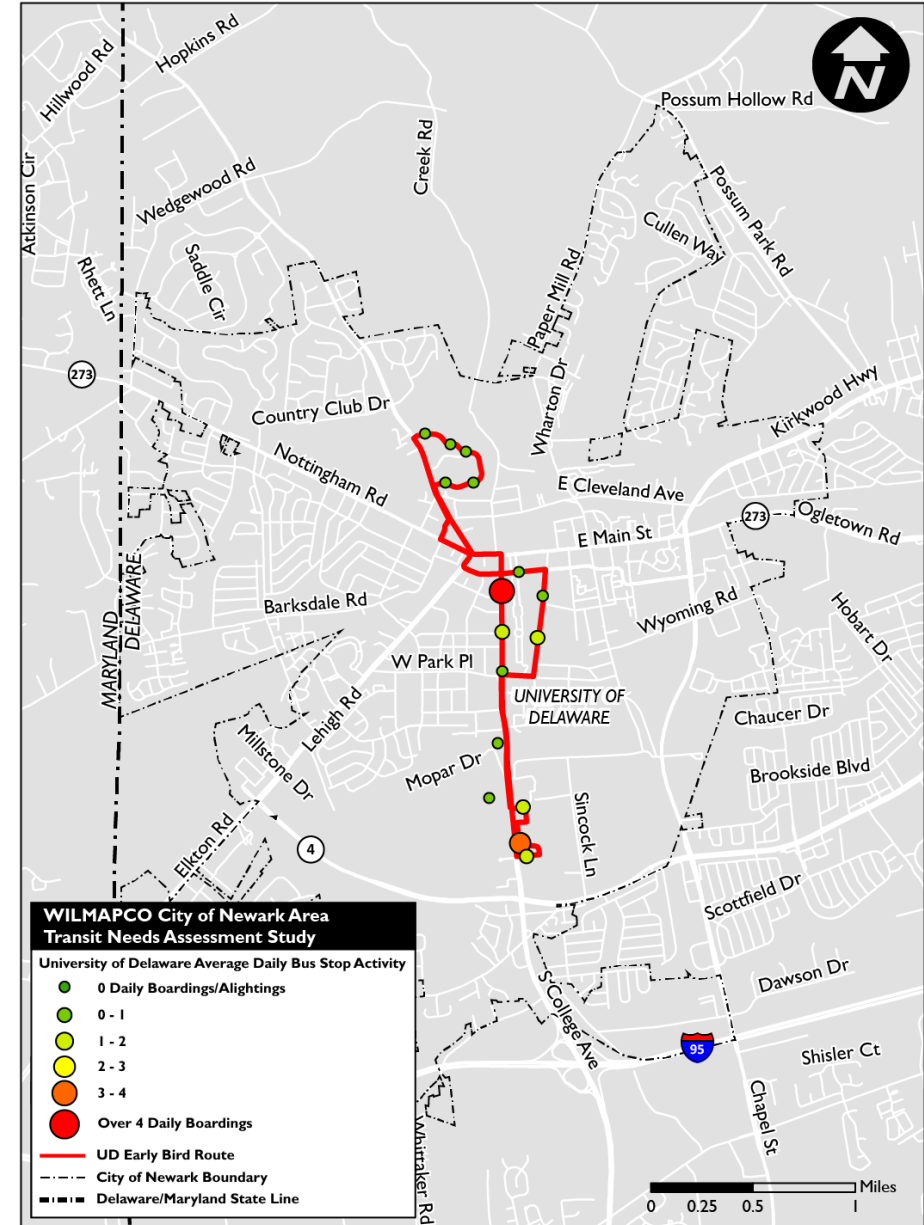 Hopkins Rd
Hillwood Rd
N
Possum Hollow Rd
Creek Rd
Atkinson Cir
Wedgewood Rd
Possum Park Rd
Cullen Way
Saddle Cir
Rhett Ln
Paper Mill Rd
273
Wharton Dr
Kirkwood Hwy
Country Club Dr
Nottingham Rd
E Cleveland Ave
273
Ogletown Rd
E Main St
MARYLAND
DELAWARE
Barksdale Rd
Wyoming Rd
Hobart Dr
W Park Pl
UNIVERSITY OF
DELAWARE
Lehigh Rd
Chaucer Dr
Millstone Dr
Mopar Dr
Brookside Blvd
Sincock Ln
Elkton Rd
4
Scottfield Dr
WILMAPCO City of Newark Area
Transit Needs Assessment Study
University of Delaware Average Daily Bus Stop Activity
0 Daily Boardings/Alightings
0 - 1
1 - 2
2 - 3
3 - 4
Over 4 Daily Boardings
UD Early Bird Route
City of Newark Boundary
Delaware/Maryland State Line
Dawson Dr
S College Ave
95
Shisler Ct
Chapel St
Whittaker Rd
Miles
0 0.25 0.5 1